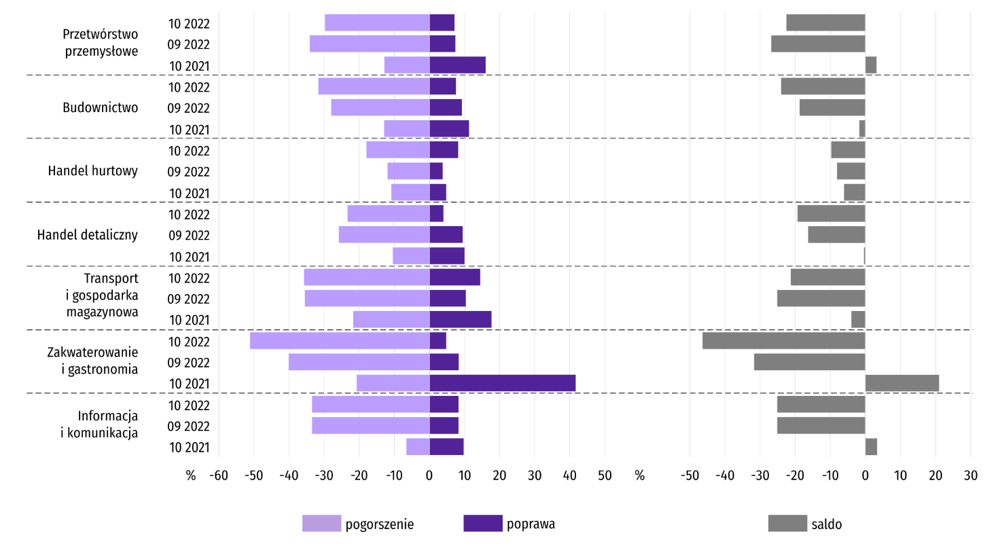 Przetwórstwo
przemysłowe
10 2022
09 2022
10 2021
Budownictwo
10 2022
09 2022
10 2021
Handel hurtowy
10 2022
09 2022
10 2021
Handel detaliczny
10 2022
09 2022
10 2021
Transport
i gospodarka
magazynowa
10 2022
09 2022
10 2021
Zakwaterowanie
i gastronomia
10 2022
09 2022
10 2021
Informacja
i komunikacja
10 2022
09 2022
10 2021
% -60 -50 -40 -30 -20 -10 0 10 20 30 40 50 % -50 -40 -30 -20 -10 0 10 20 30
pogorszenie poprawa saldo